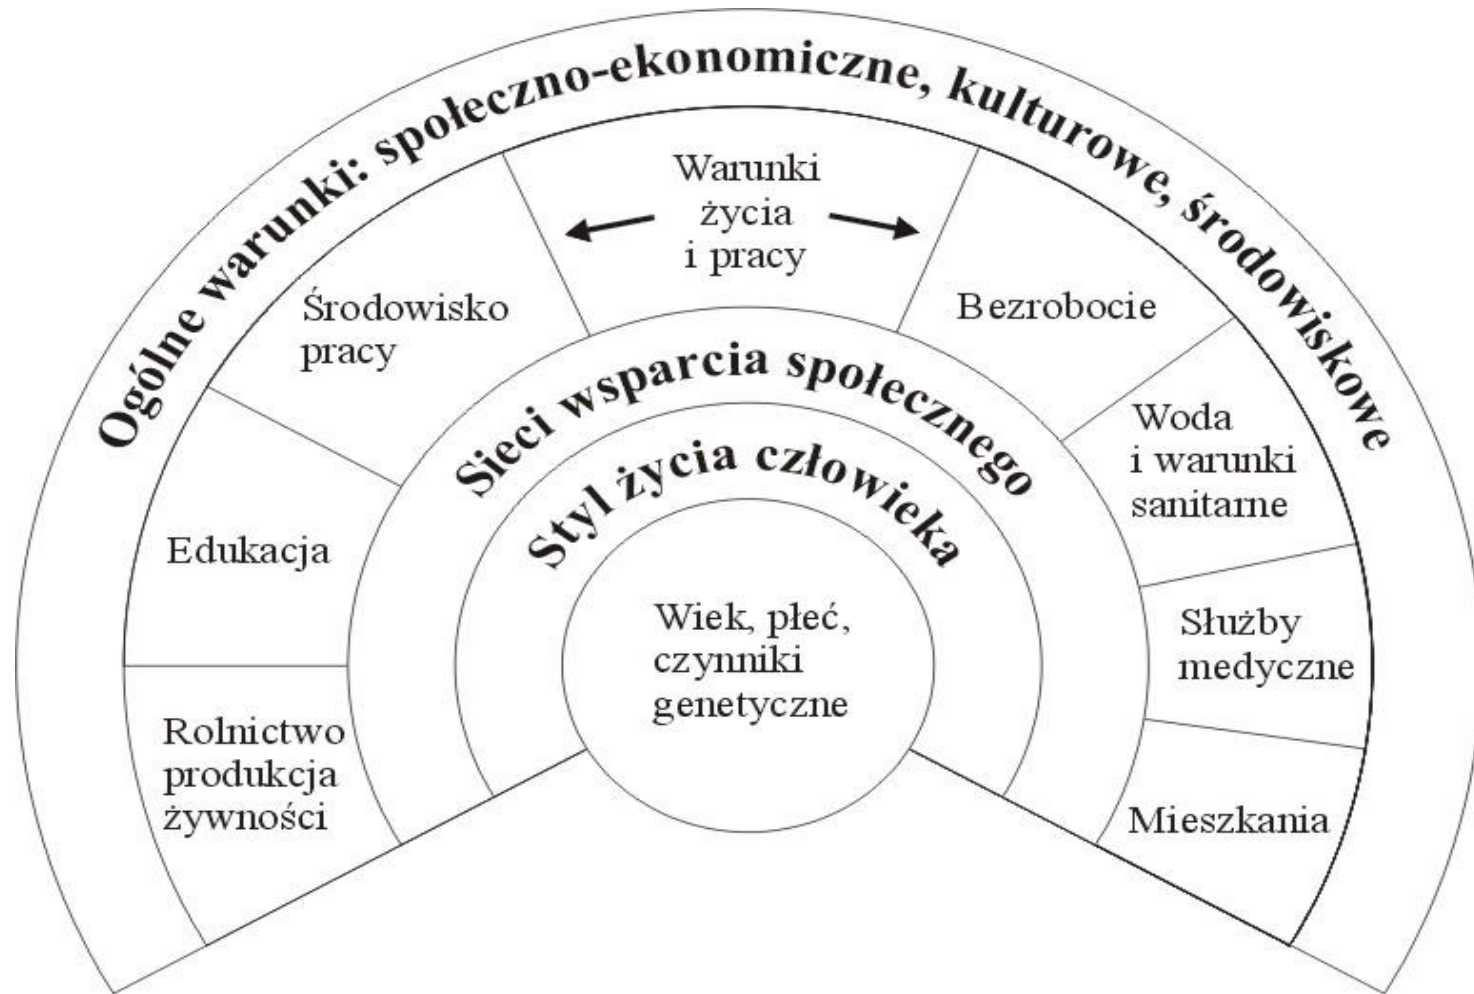 Ogólne warunki: społeczno-ekonomiczne, kulturowe, środowiskowe
Warunki
życia
i pracy
Środowisko
pracy
Bezrobocie
Edukacja
Woda
i warunki
sanitarne
Rolnictwo
produkcja
żywności
Służby
medyczne
Mieszkania
Sieci wsparcia społecznego
Styl życia człowieka
Wiek, płeć,
czynniki
genetyczne